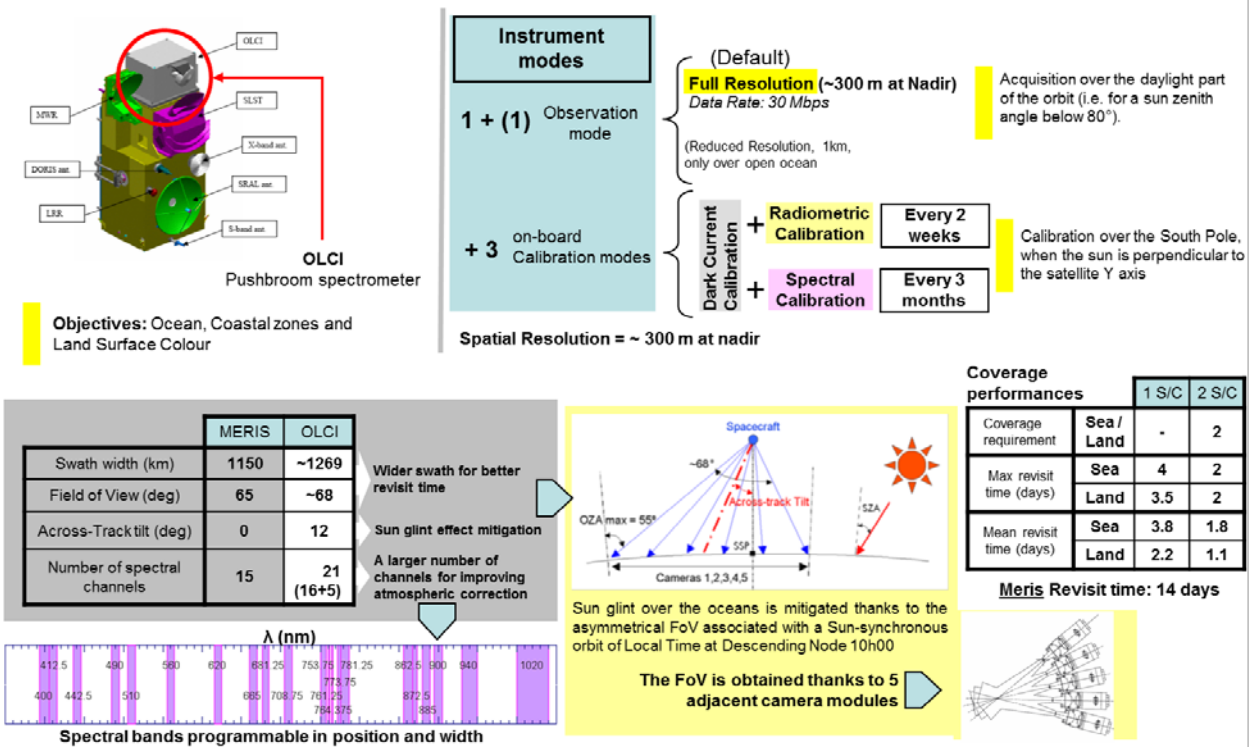 OLCI
SLST
MWR
X-band ant.
DORIS ant.
SRAL ant.
LRR
S-band ant.
OLCI
Pushbroom spectrometer
Objectives: Ocean, Coastal zones and
Land Surface Colour
Instrument
modes
1 + (1) Observation
mode
+ 3 on-board
Calibration modes
(Default)
Full Resolution (~300 m at Nadir)
Data Rate: 30 Mbps
(Reduced Resolution, 1km,
only over open ocean
Acquisition over the daylight part
of the orbit (i.e. for a sun zenith
angle below 80°).
Dark Current
Calibration
+ Radiometric
Calibration
Every 2
weeks
+ Spectral
Calibration
Every 3
months
Calibration over the South Pole,
when the sun is perpendicular to
the satellite Y axis
Spatial Resolution = ~ 300 m at nadir
MERIS OLCI
Swath width (km) 1150 ~1269
Field of View (deg) 65 ~68
Across-Track tilt (deg) 0 12
Number of spectral
channels
15 21
(16+5)
Wider swath for better
revisit time
Sun glint effect mitigation
A larger number of
channels for improving
atmospheric correction
λ (nm)
412.5 490 560 620 681.25 753.75 781.25 862.5 900 940 1020
773.75
400 442.5 510 665 708.75 761.25 872.5
764.375 885
Spectral bands programmable in position and width
Spacecraft
~68°
Across-track Tilt
OZA max = 55°
SZA
SSP
Cameras 1,2,3,4,5
Sun glint over the oceans is mitigated thanks to the
asymmetrical FoV associated with a Sun-synchronous
orbit of Local Time at Descending Node 10h00
The FoV is obtained thanks to 5
adjacent camera modules
Coverage
performances
1 S/C 2 S/C
Coverage
requirement
Sea /
Land
- 2
Max revisit
time (days)
Sea 4 2
Land 3.5 2
Mean revisit
time (days)
Sea 3.8 1.8
Land 2.2 1.1
Meris Revisit time: 14 days